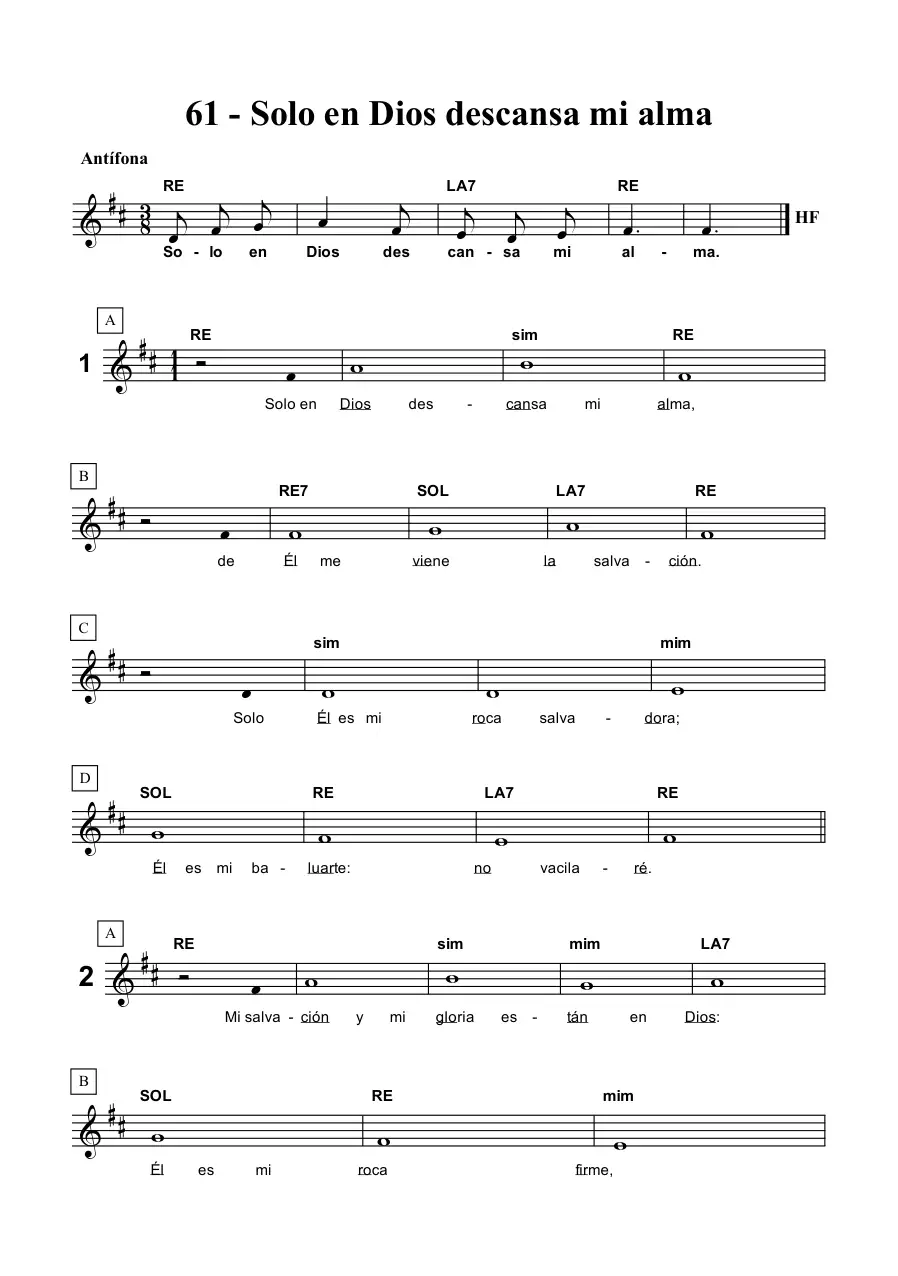 61 - Solo en Dios descansa mi alma
Antífona
RE LA7 RE
3
8
HF
So - lo en Dios des can - sa mi al - ma.
A
RE sim RE
1
Solo en Dios des - cansa mi alma,
B
RE7 SOL LA7 RE
de Él me viene la salva - ción.
C
sim mim
Solo Él es mi roca salva - dora;
D
SOL RE LA7 RE
Él es mi ba - luarte: no vacila - ré.
A
RE sim mim LA7
2
Mi salva - ción y mi gloria es - tán en Dios:
B
SOL RE mim
Él es mi roca firme,